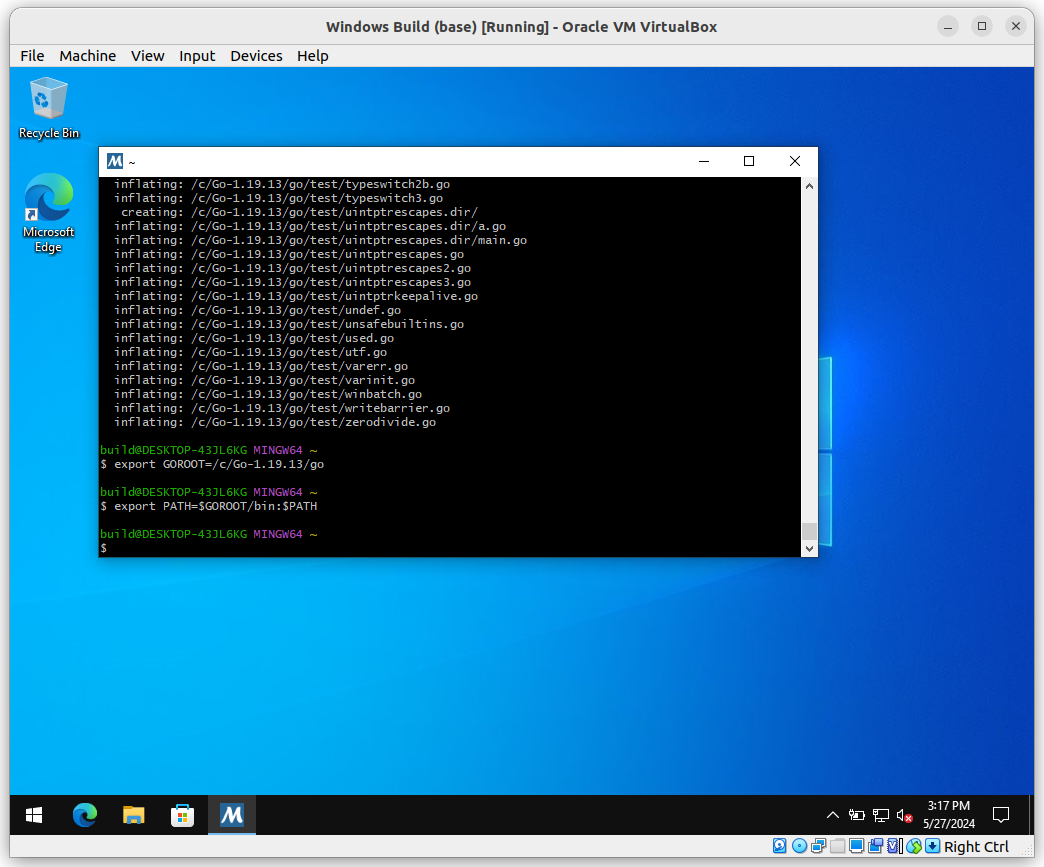 Windows Build (base) [Running] - Oracle VM VirtualBox
File Machine View Input Devices Help
Recycle Bin
Microsoft
Edge
~
inflating: /c/Go-1.19.13/go/test/typeswitch2b.go
inflating: /c/Go-1.19.13/go/test/typeswitch3.go
creating: /c/Go-1.19.13/go/test/uintptrescapes.dir/
inflating: /c/Go-1.19.13/go/test/uintptrescapes.dir/a.go
inflating: /c/Go-1.19.13/go/test/uintptrescapes.dir/main.go
inflating: /c/Go-1.19.13/go/test/uintptrescapes.go
inflating: /c/Go-1.19.13/go/test/uintptrescapes2.go
inflating: /c/Go-1.19.13/go/test/uintptrescapes3.go
inflating: /c/Go-1.19.13/go/test/uintptrkeepalive.go
inflating: /c/Go-1.19.13/go/test/undef.go
inflating: /c/Go-1.19.13/go/test/unsafebuiltins.go
inflating: /c/Go-1.19.13/go/test/used.go
inflating: /c/Go-1.19.13/go/test/utf.go
inflating: /c/Go-1.19.13/go/test/varerr.go
inflating: /c/Go-1.19.13/go/test/varinit.go
inflating: /c/Go-1.19.13/go/test/winbatch.go
inflating: /c/Go-1.19.13/go/test/writebarrier.go
inflating: /c/Go-1.19.13/go/test/zerodivide.go
build@DESKTOP-43JL6KG MINGW64 ~
$ export GOROOT=/c/Go-1.19.13/go
build@DESKTOP-43JL6KG MINGW64 ~
$ export PATH=$GOROOT/bin:$PATH
build@DESKTOP-43JL6KG MINGW64 ~
$
3:17 PM
5/27/2024
Right Ctrl